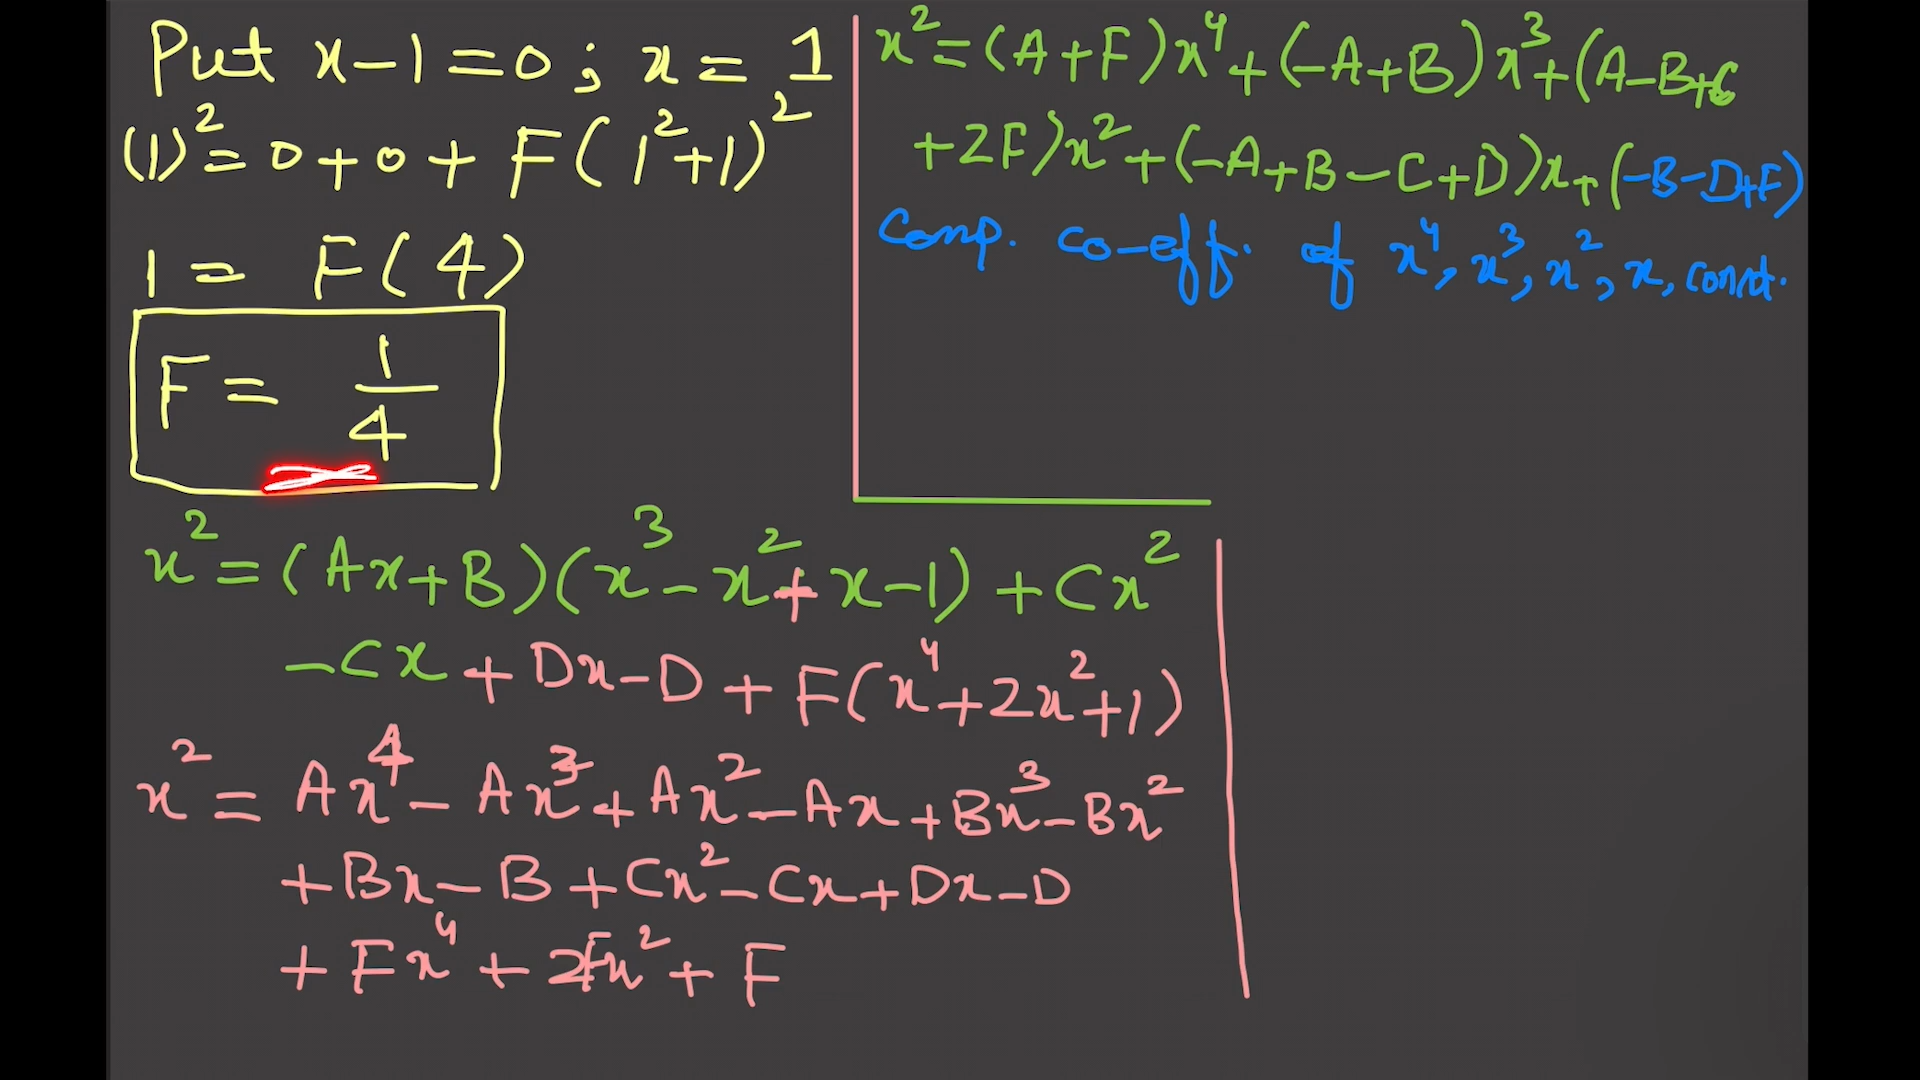 Put x-1=0; x=1
(1)²=0+0+F(1²+1)²
1=F(4)
F=1/4
x²=(Ax+B)(x³-x²+x-1)+Cx²
-Cx+Dx-D+F(x⁴+2x²+1)
x²=Ax⁴-Ax³+Ax²-Ax+Bx³-Bx²
+Bx-B+Cx²-Cx+Dx-D
+Fx⁴+2Fx²+F
x²=(A+F)x⁴+(-A+B)x³+(A-B+C
+2F)x²+(-A+B-C+D)x+(-B-D+F)
Comp. co-eff. of x⁴, x³, x², x, const.